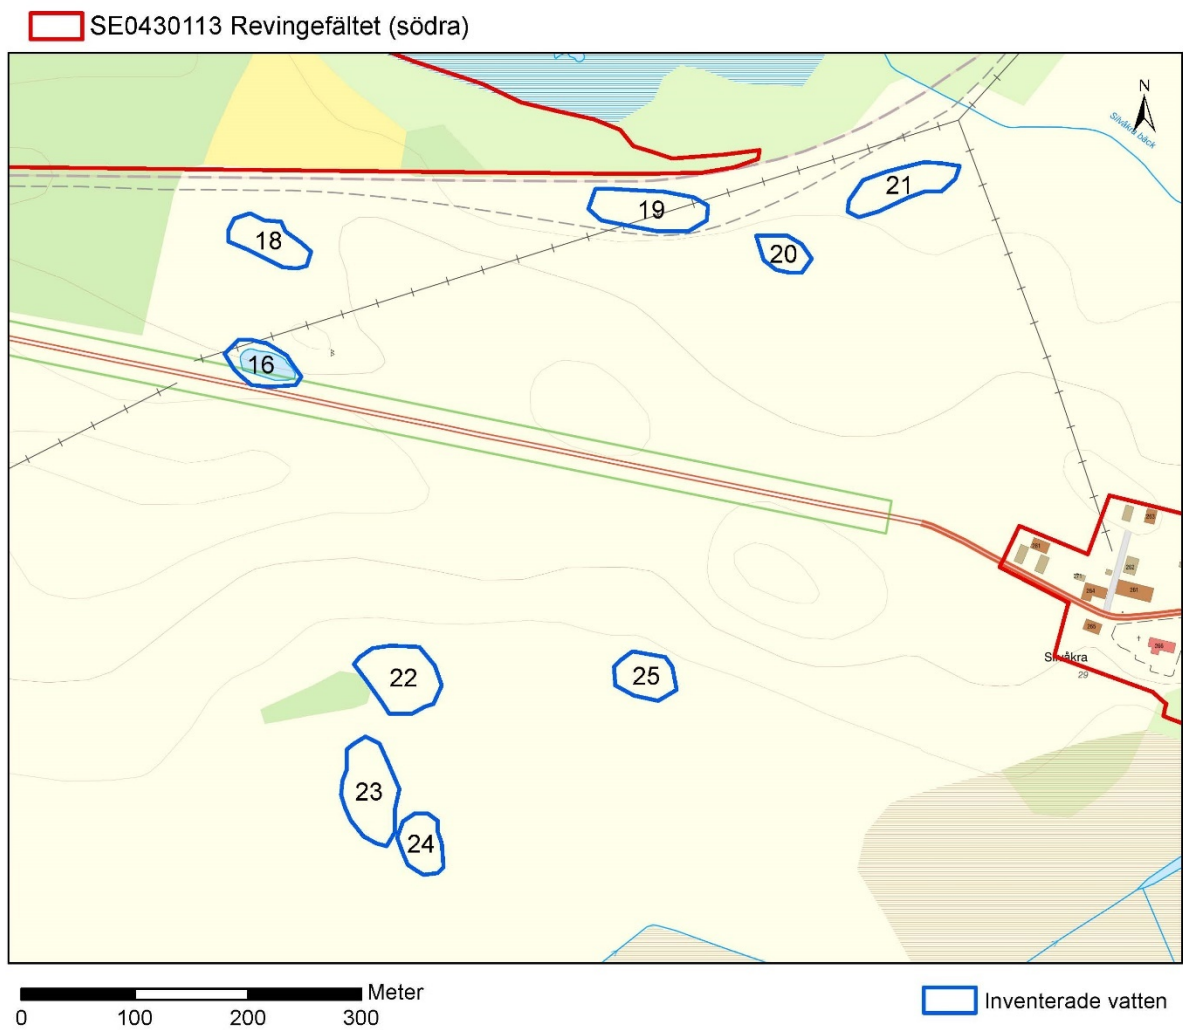 SE0430113 Revingefältet (södra)
N
Silvåkra bäck
21
19
18
20
16
Silvåkra
29
22
25
23
24
Meter
0 100 200 300
Inventerade vatten